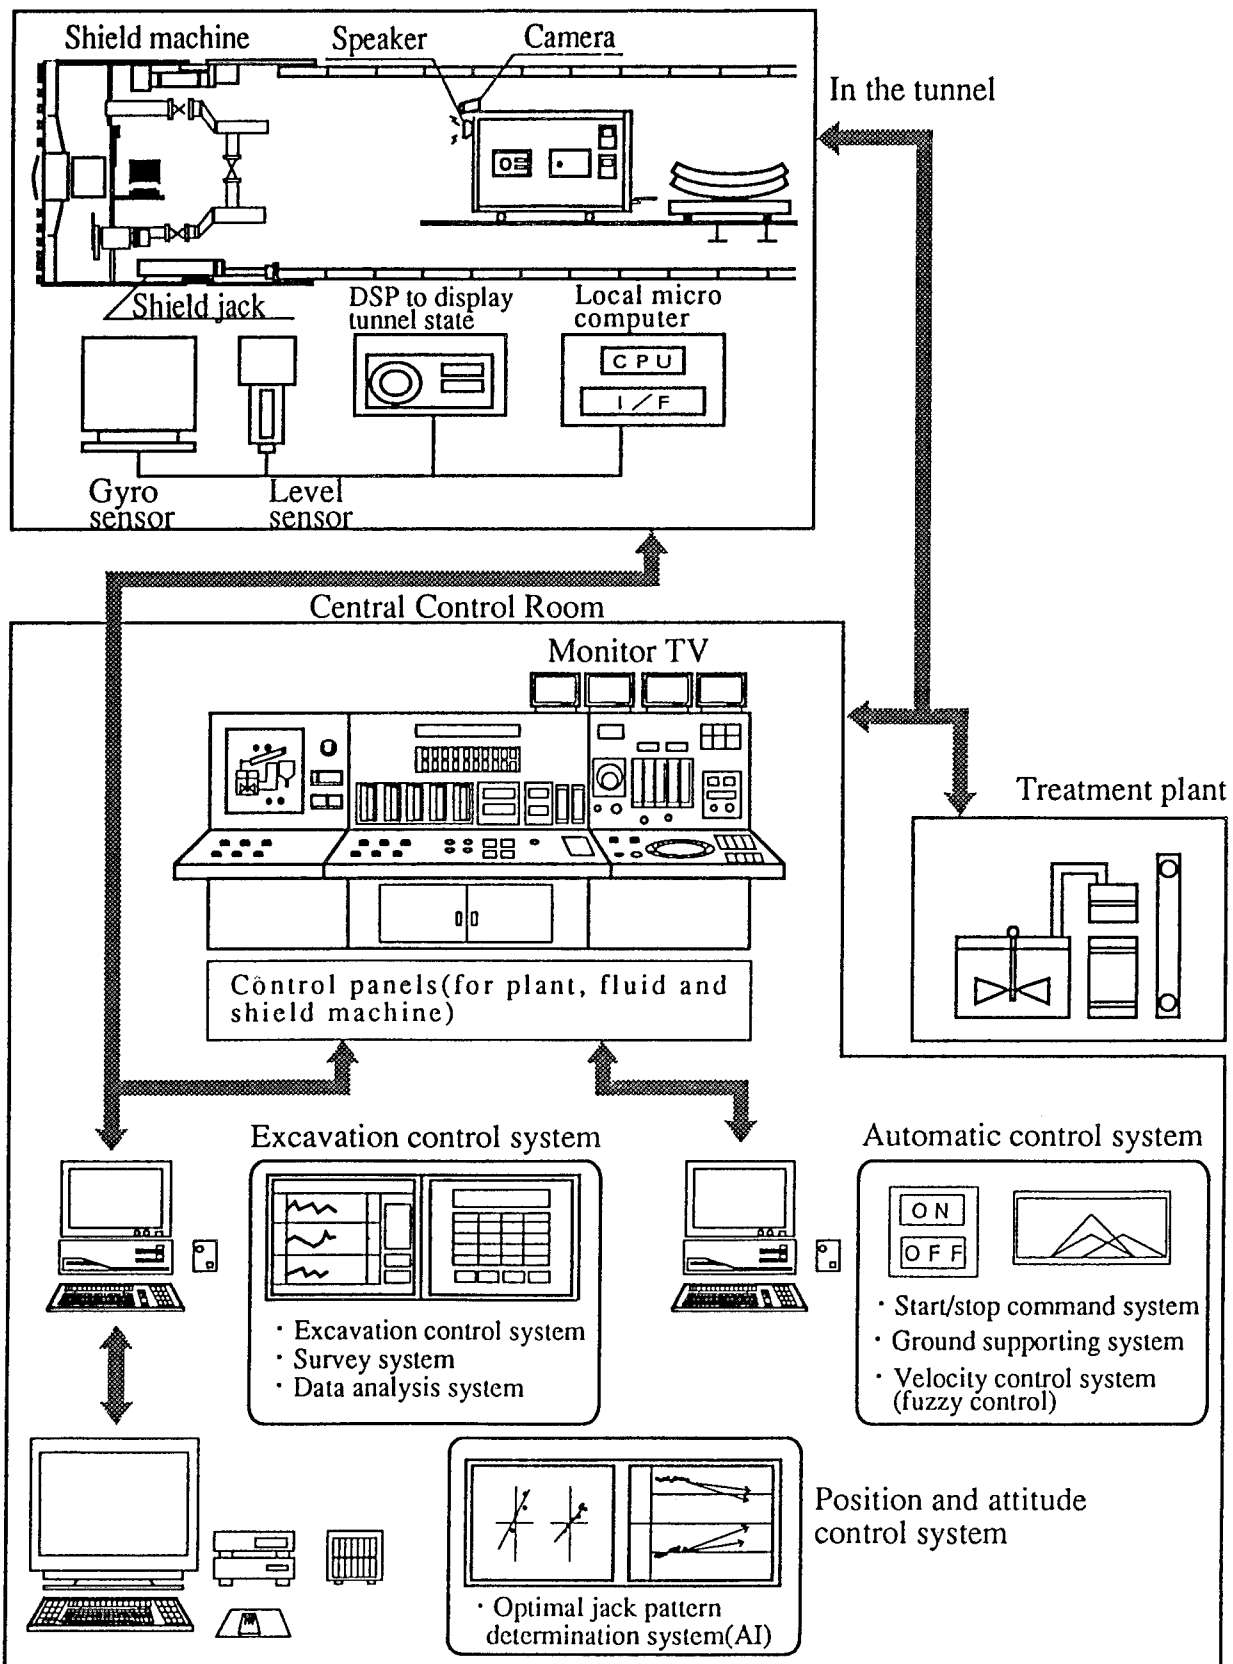 Shield machine
Speaker
Camera
In the tunnel
Shield jack
DSP to display
tunnel state
Local micro
computer
CPU
I/F
Gyro
sensor
Level
sensor
Central Control Room
Monitor TV
Treatment plant
Control panels(for plant, fluid and
shield machine)
Excavation control system
· Excavation control system
· Survey system
· Data analysis system
Automatic control system
ON
OFF
· Start/stop command system
· Ground supporting system
· Velocity control system
(fuzzy control)
Position and attitude
control system
· Optimal jack pattern
determination system(AI)